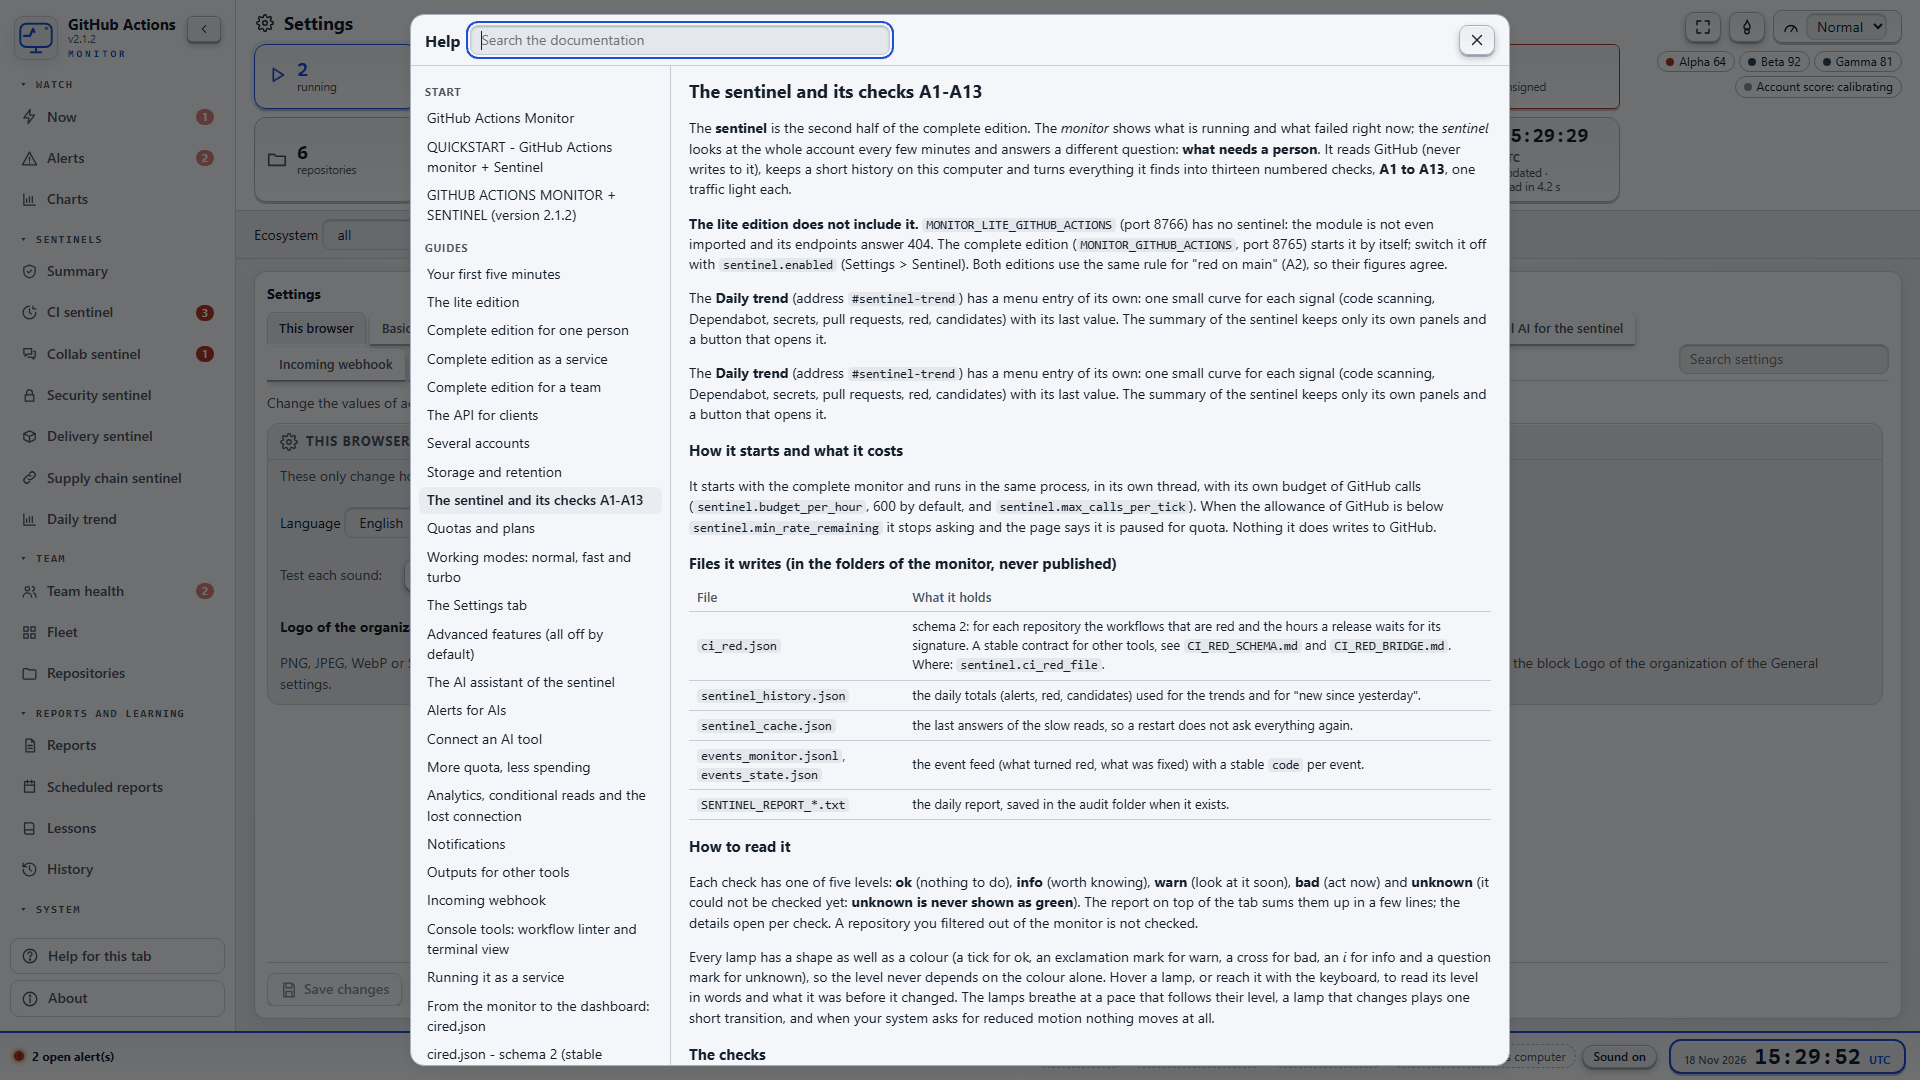 GitHub Actions
v2.1.2
MONITOR
WATCH
Now 1
Alerts 2
Charts
SENTINELS
Summary
CI sentinel 3
Collab sentinel 1
Security sentinel
Delivery sentinel
Supply chain sentinel
Daily trend
TEAM
Team health 2
Fleet
Repositories
REPORTS AND LEARNING
Reports
Scheduled reports
Lessons
History
SYSTEM
Help for this tab
About
2 open alert(s)
Settings
2
running
6
repositories
Ecosystem all
Settings
This browser Basic
Incoming webhook
Change the values of
THIS BROWSER
These only change
Language English
Test each sound:
Logo of the
PNG, JPEG, WebP or
settings.
Save changes
Help Search the documentation
START
GitHub Actions Monitor
QUICKSTART - GitHub Actions
monitor + Sentinel
GITHUB ACTIONS MONITOR +
SENTINEL (version 2.1.2)
GUIDES
Your first five minutes
The lite edition
Complete edition for one person
Complete edition as a service
Complete edition for a team
The API for clients
Several accounts
Storage and retention
The sentinel and its checks A1-A13
Quotas and plans
Working modes: normal, fast and
turbo
The Settings tab
Advanced features (all off by
default)
The AI assistant of the sentinel
Alerts for AIs
Connect an AI tool
More quota, less spending
Analytics, conditional reads and the
lost connection
Notifications
Outputs for other tools
Incoming webhook
Console tools: workflow linter and
terminal view
Running it as a service
From the monitor to the dashboard:
cired.json
cired.json - schema 2 (stable
The sentinel and its checks A1-A13
The sentinel is the second half of the complete edition. The monitor shows what is running and what failed right now; the sentinel
looks at the whole account every few minutes and answers a different question: what needs a person. It reads GitHub (never
writes to it), keeps a short history on this computer and turns everything it finds into thirteen numbered checks, A1 to A13, one
traffic light each.
The lite edition does not include it. MONITOR_LITE_GITHUB_ACTIONS (port 8766) has no sentinel: the module is not even
imported and its endpoints answer 404. The complete edition ( MONITOR_GITHUB_ACTIONS, port 8765) starts it by itself; switch it off
with sentinel.enabled (Settings > Sentinel). Both editions use the same rule for "red on main" (A2), so their figures agree.
The Daily trend (address #sentinel-trend) has a menu entry of its own: one small curve for each signal (code scanning,
Dependabot, secrets, pull requests, red, candidates) with its last value. The summary of the sentinel keeps only its own panels and
a button that opens it.
The Daily trend (address #sentinel-trend) has a menu entry of its own: one small curve for each signal (code scanning,
Dependabot, secrets, pull requests, red, candidates) with its last value. The summary of the sentinel keeps only its own panels and
a button that opens it.
How it starts and what it costs
It starts with the complete monitor and runs in the same process, in its own thread, with its own budget of GitHub calls
( sentinel.budget_per_hour, 600 by default, and sentinel.max_calls_per_tick). When the allowance of GitHub is below
sentinel.min_rate_remaining it stops asking and the page says it is paused for quota. Nothing it does writes to GitHub.
Files it writes (in the folders of the monitor, never published)
File What it holds
ci_red.json
schema 2: for each repository the workflows that are red and the hours a release waits for its
signature. A stable contract for other tools, see CI_RED_SCHEMA.md and CI_RED_BRIDGE.md.
Where: sentinel.ci_red_file.
sentinel_history.json the daily totals (alerts, red, candidates) used for the trends and for "new since yesterday".
sentinel_cache.json the last answers of the slow reads, so a restart does not ask everything again.
events_monitor.jsonl,
events_state.json
the event feed (what turned red, what was fixed) with a stable code per event.
SENTINEL_REPORT_*.txt the daily report, saved in the audit folder when it exists.
How to read it
Each check has one of five levels: ok (nothing to do), info (worth knowing), warn (look at it soon), bad (act now) and unknown (it
could not be checked yet: unknown is never shown as green). The report on top of the tab sums them up in a few lines; the
details open per check. A repository you filtered out of the monitor is not checked.
Every lamp has a shape as well as a colour (a tick for ok, an exclamation mark for warn, a cross for bad, an i for info and a question
mark for unknown), so the level never depends on the colour alone. Hover a lamp, or reach it with the keyboard, to read its level
in words and what it was before it changed. The lamps breathe at a pace that follows their level, a lamp that changes plays one
short transition, and when your system asks for reduced motion nothing moves at all.
The checks
Normal
Alpha 64 Beta 92 Gamma 81
Account score: calibrating
5:29:29
AI for the sentinel
Search settings
the block Logo of the organization of the General
computer Sound on 18 Nov 2026 15:29:52 UTC